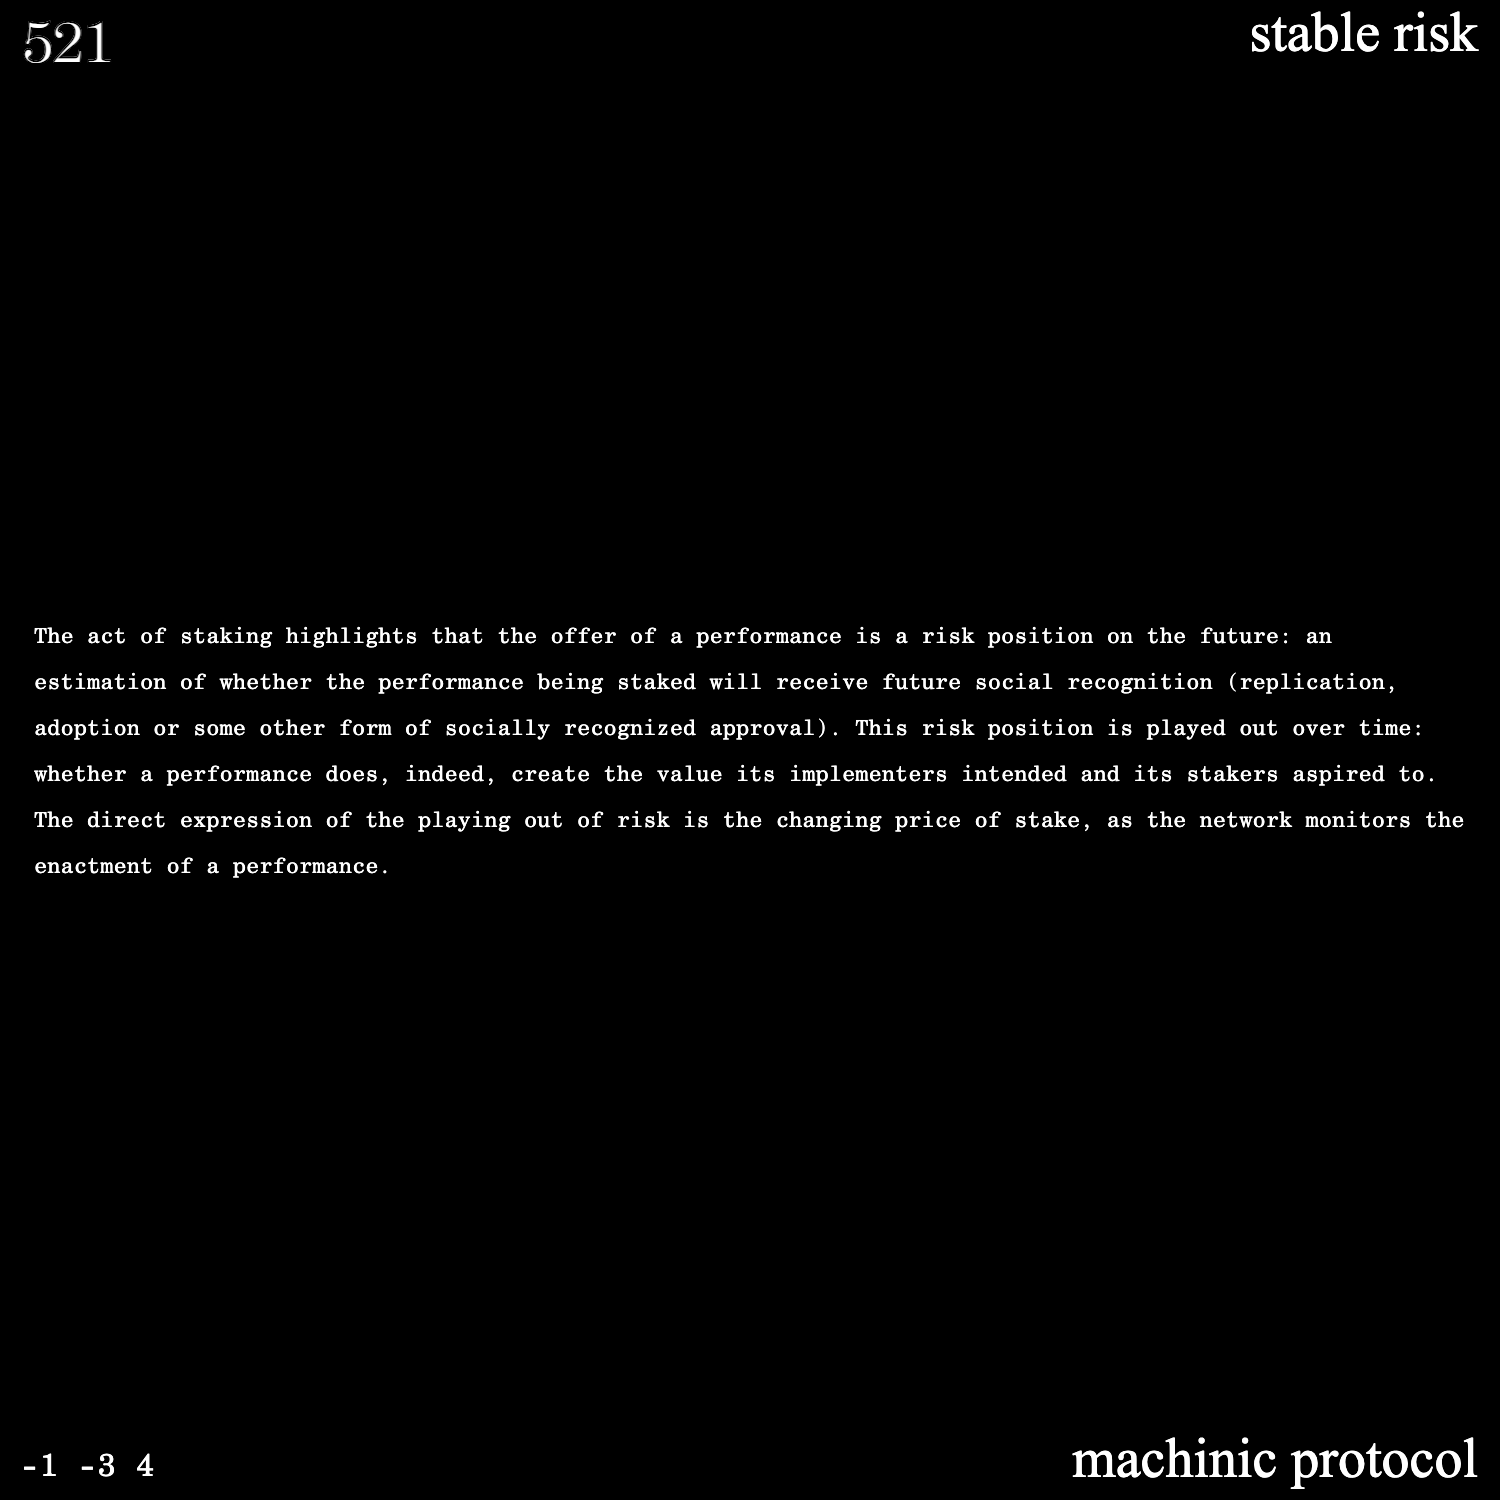 521
stable risk
The act of staking highlights that the offer of a performance is a risk position on the future: an
estimation of whether the performance being staked will receive future social recognition (replication,
adoption or some other form of socially recognized approval). This risk position is played out over time:
whether a performance does, indeed, create the value its implementers intended and its stakers aspired to.
The direct expression of the playing out of risk is the changing price of stake, as the network monitors the
enactment of a performance.
-1 -3 4
machinic protocol